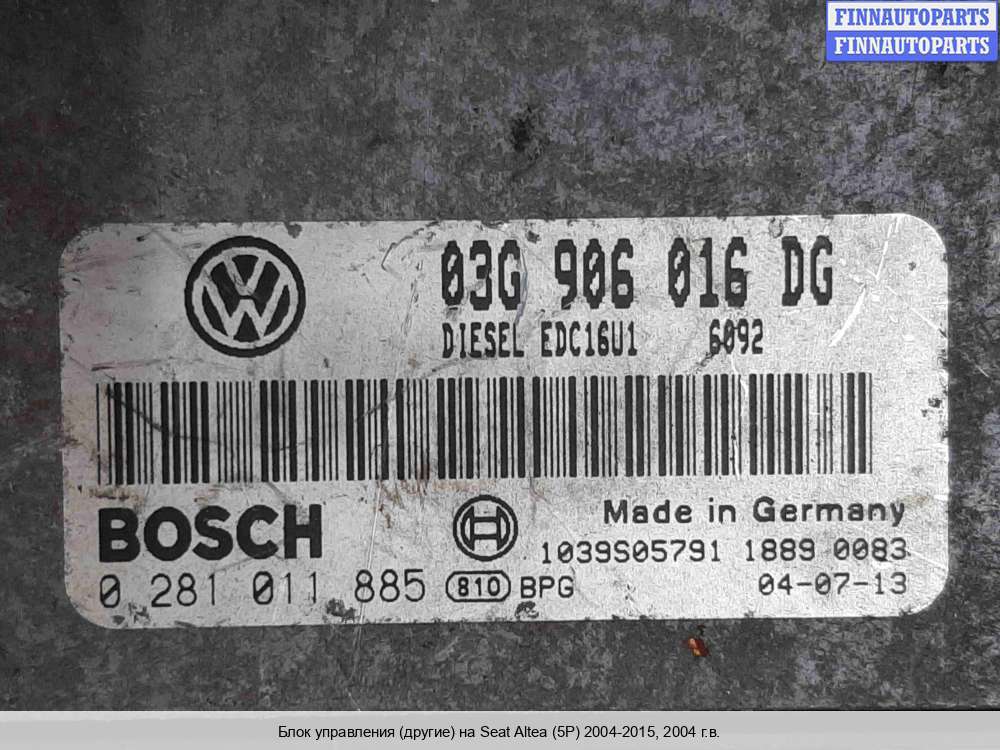 FINNAUTOPARTS
FINNAUTOPARTS
VW
03G 906 016 DG
DIESEL EDC16U1 6092
BOSCH
Made in Germany
1039S05791 1889 0083
0 281 011 885 810 BPG 04-07-13
Блок управления (другие) на Seat Altea (5P) 2004-2015, 2004 г.в.